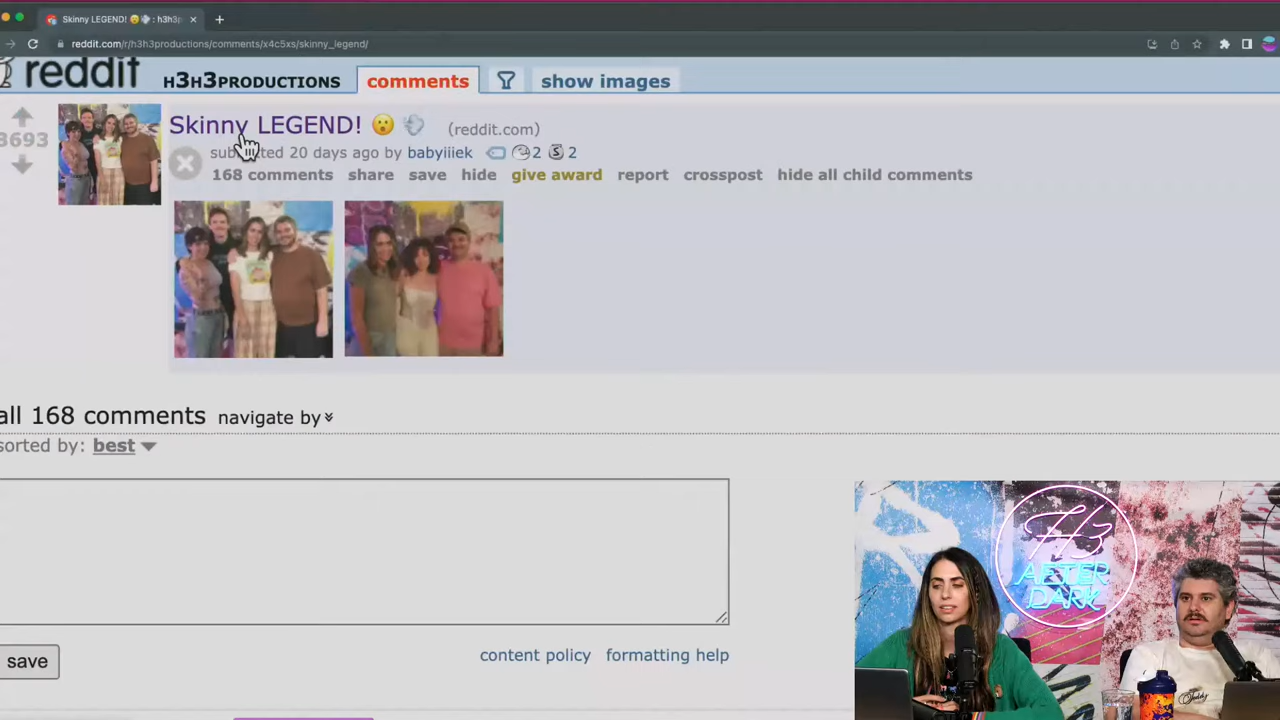 Skinny LEGEND! 😮💨 : h3h3p
reddit.com/r/h3h3productions/comments/x4c5xs/skinny_legend/
reddit H3H3PRODUCTIONS comments show images
3693
Skinny LEGEND! 😮💨 (reddit.com)
submitted 20 days ago by babyiiiek 2 S 2
168 comments share save hide give award report crosspost hide all child comments
all 168 comments navigate by
sorted by: best
H3
AFTER
DARK
save
content policy formatting help
Teddy